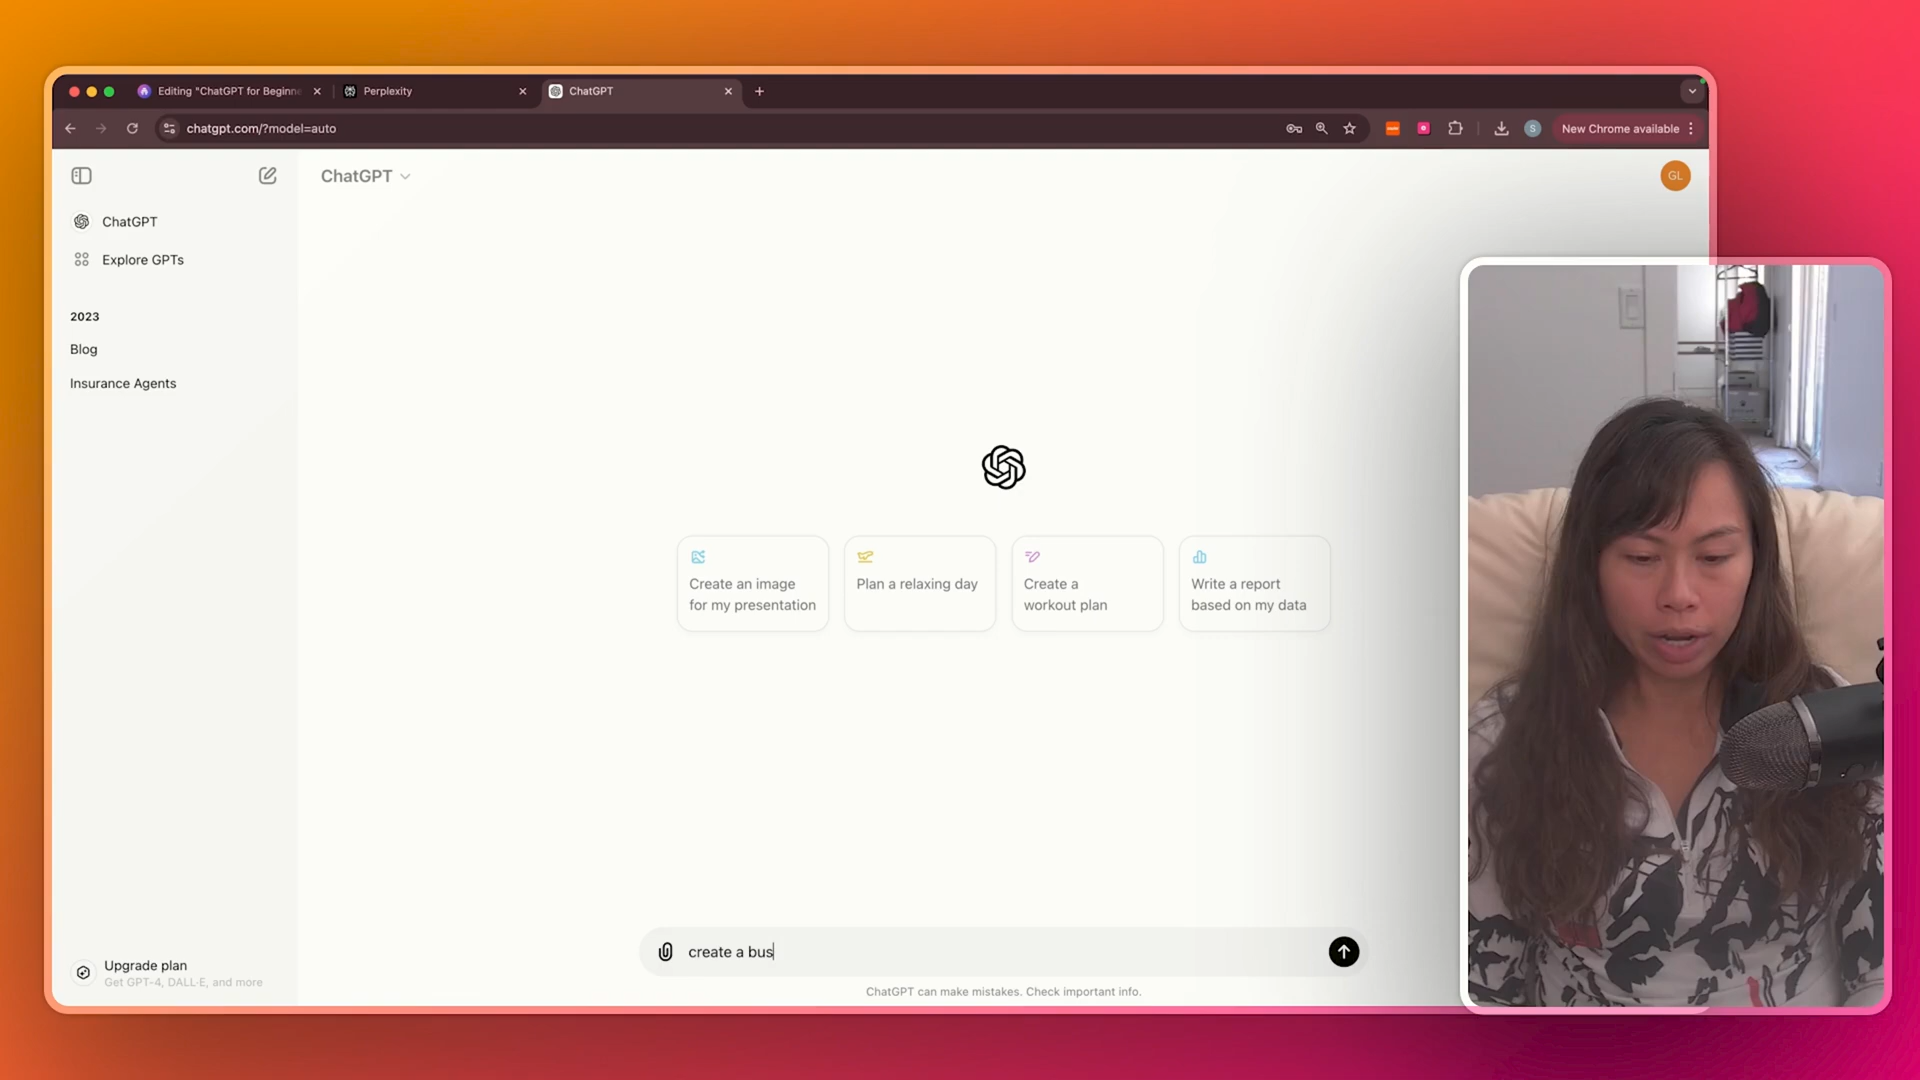 Editing "ChatGPT for Beginne
Perplexity
ChatGPT
chatgpt.com/?model=auto
S
New Chrome available
ChatGPT
GL
ChatGPT
Explore GPTs
2023
Blog
Insurance Agents
Create an image
for my presentation
Plan a relaxing day
Create a
workout plan
Write a report
based on my data
create a bus
Upgrade plan
Get GPT-4, DALL·E, and more
ChatGPT can make mistakes. Check important info.